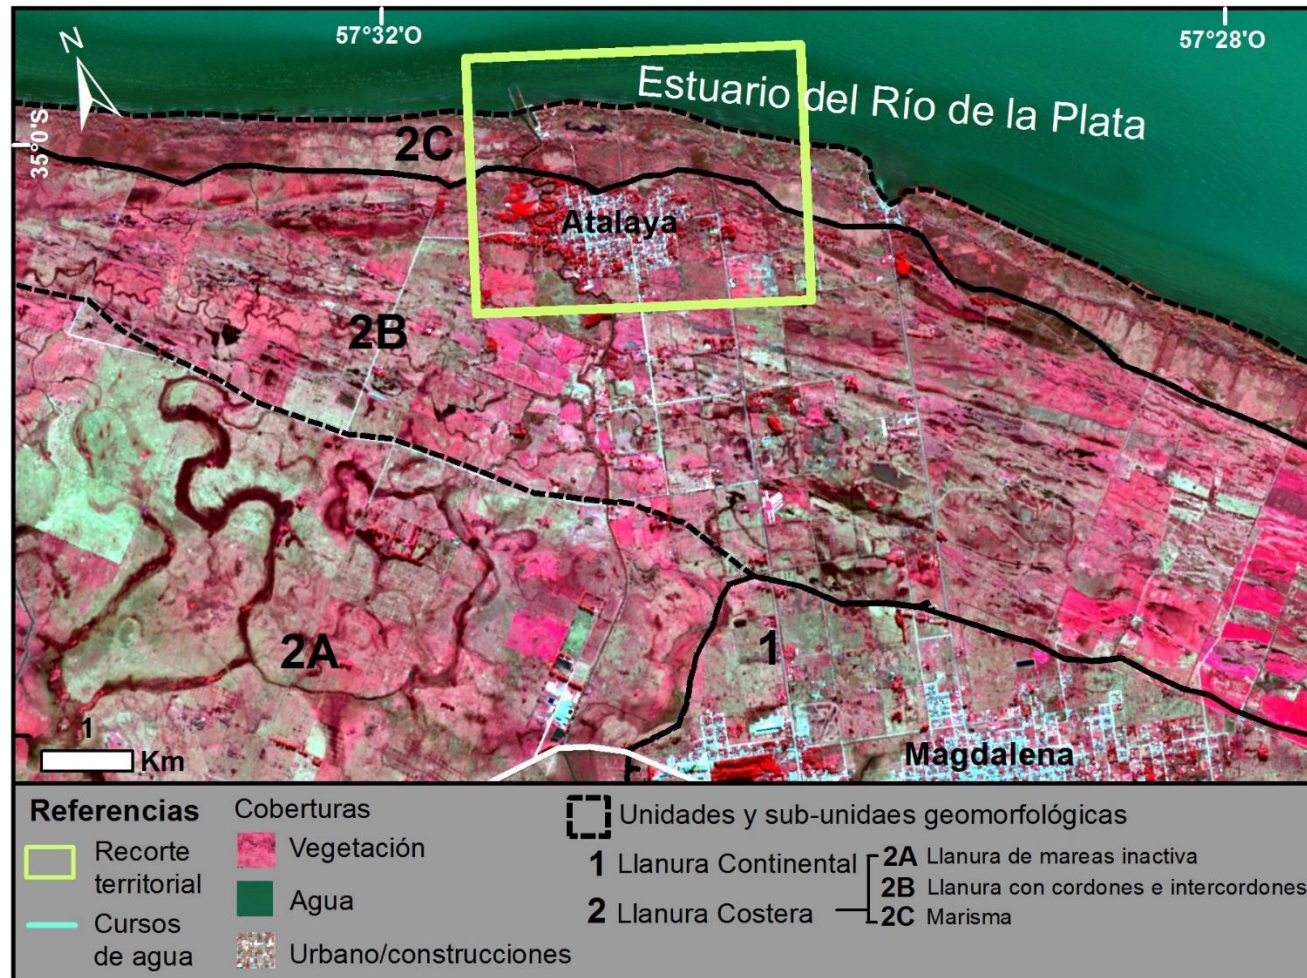 57°32'O
57°28'O
N
35°0'S
Estuario del Río de la Plata
2C
Atalaya
2B
2A
1
Magdalena
1
Km
Referencias
Recorte
territorial
Cursos
de agua
Coberturas
Vegetación
Agua
Urbano/construcciones
Unidades y sub-unidaes geomorfológicas
1 Llanura Continental
2 Llanura Costera
2A Llanura de mareas inactiva
2B Llanura con cordones e intercordones
2C Marisma